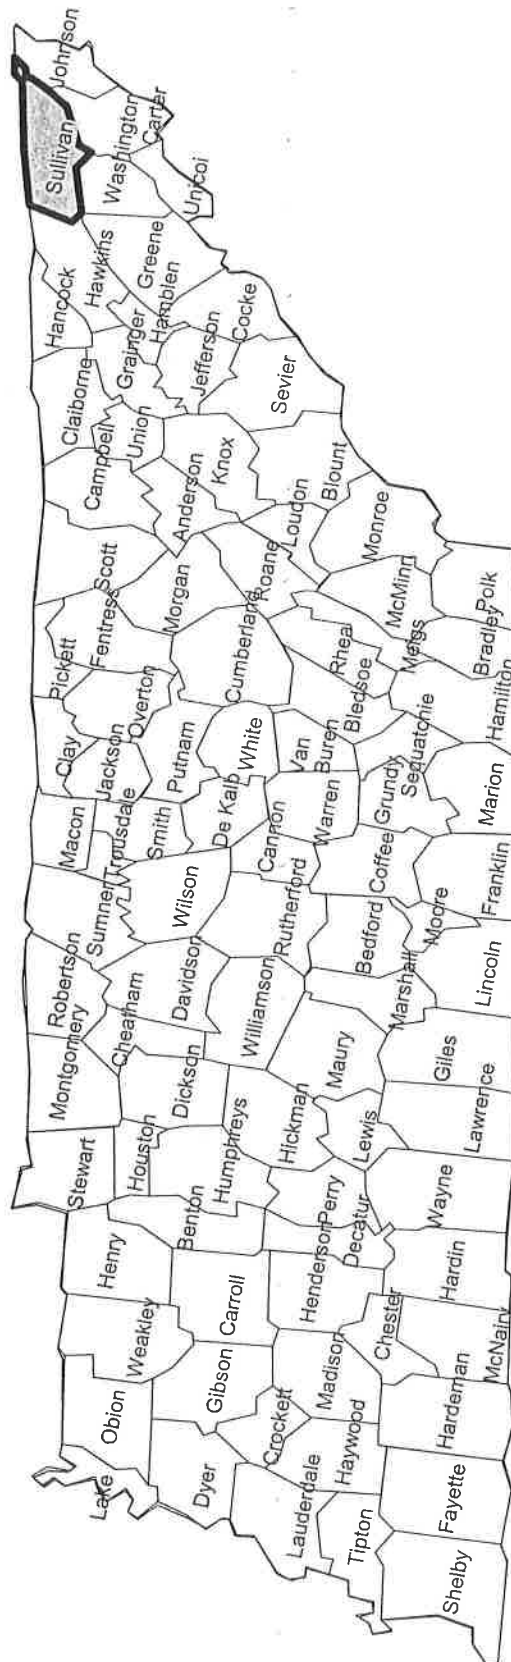 Johnson
Sullivan
Carter
Washington
Unicoi
Hancock
Hawkins
Greene
Hamblen
Cocke
Claiborne
Grainger
Jefferson
Sevier
Union
Campbell
Knox
Anderson
Blount
Loudon
Scott
Roane
Monroe
Morgan
McMinn
Polk
Fentress
Pickett
Cumberland
Rhea
Meigs
Bradley
Overton
Bledsoe
Hamilton
Clay
Jackson
Putnam
White
Van
Buren
Sequatonie
Macon
Trousdale
Smith
De Kalb
Warren
Grundy
Marion
Cannon
Coffee
Sumner
Wilson
Rutherford
Bedford
Moore
Franklin
Robertson
Davidson
Cheatham
Williamson
Marshall
Lincoln
Montgomery
Dickson
Maury
Giles
Stewart
Houston
Humphreys
Hickman
Lewis
Lawrence
Benton
Perry
Decatur
Wayne
Henry
Carroll
Henderson
Hardin
Weakley
Gibson
Madison
Chester
McNairy
Obion
Crockett
Haywood
Hardeman
Lake
Dyer
Lauderdale
Tipton
Fayette
Shelby